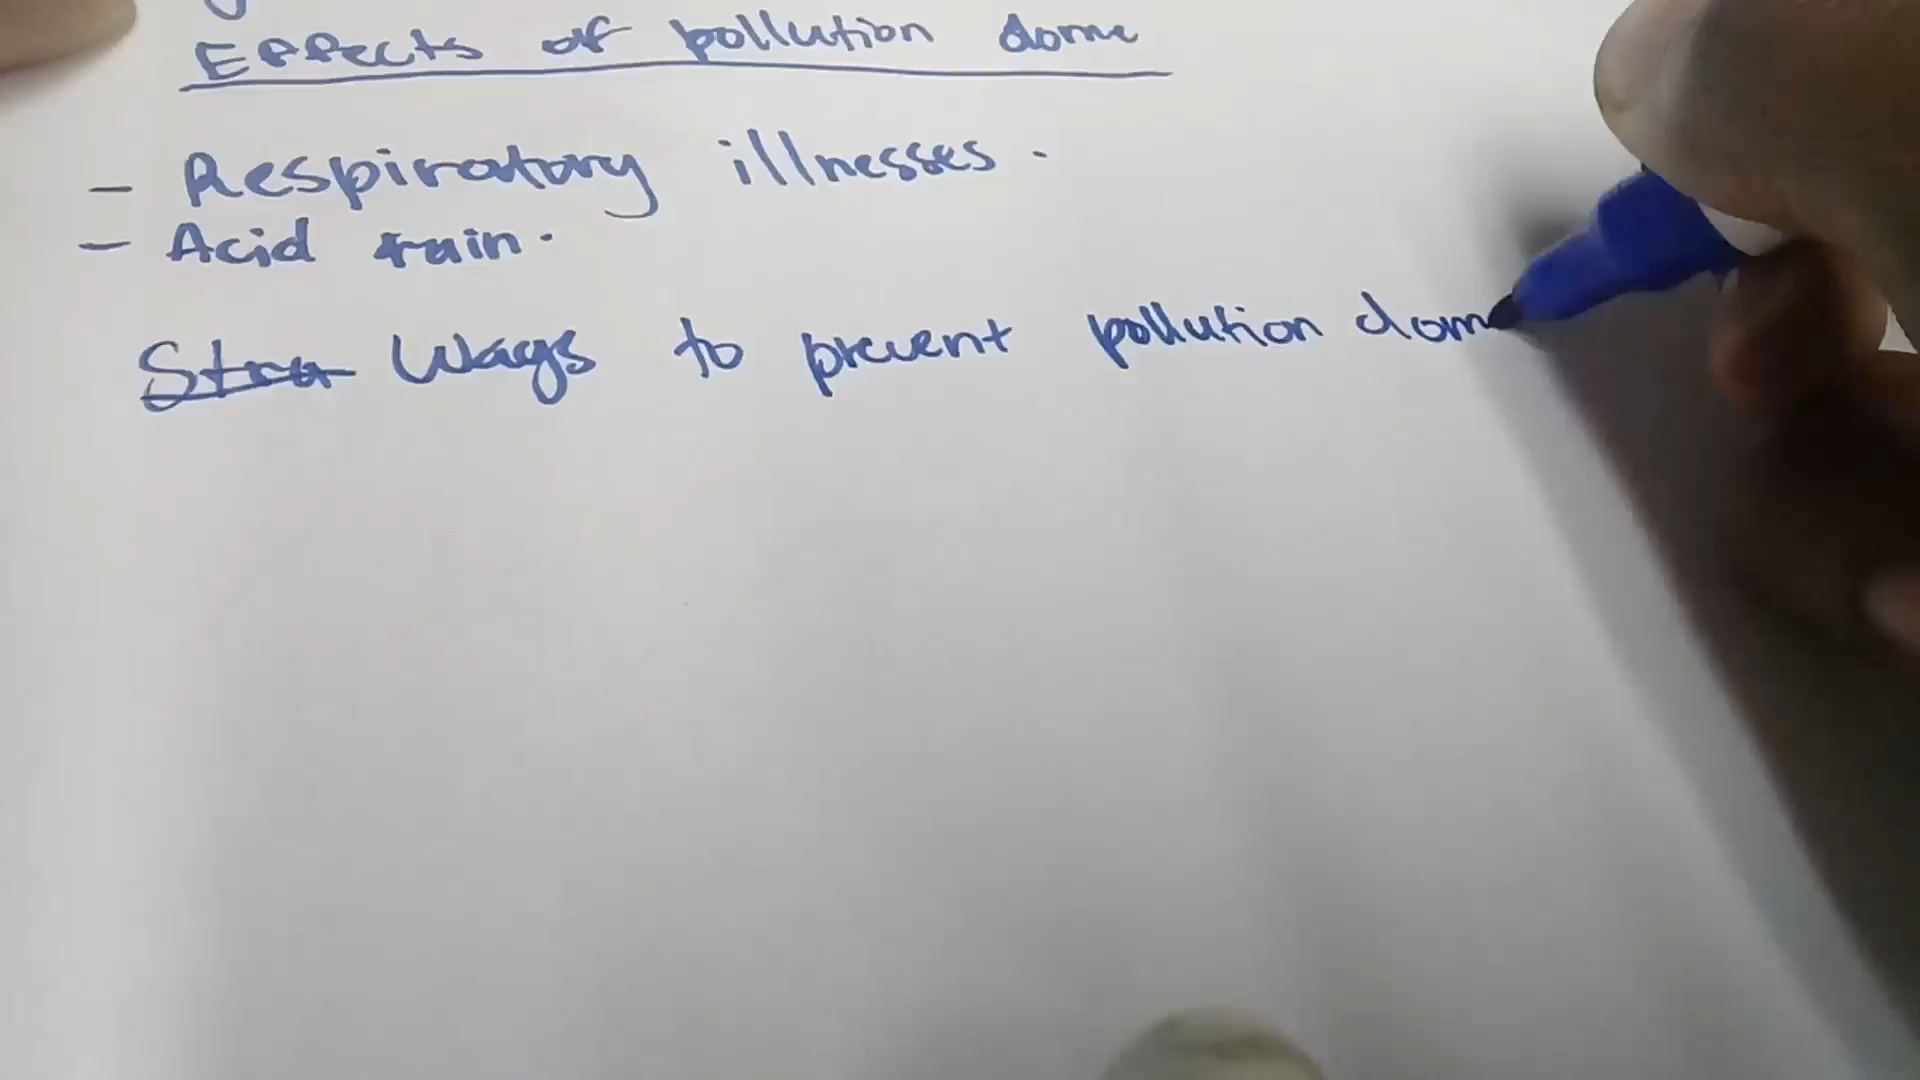 Effects of pollution dome
- Respiratory illnesses.
- Acid rain.
Stra Ways to prevent pollution dom